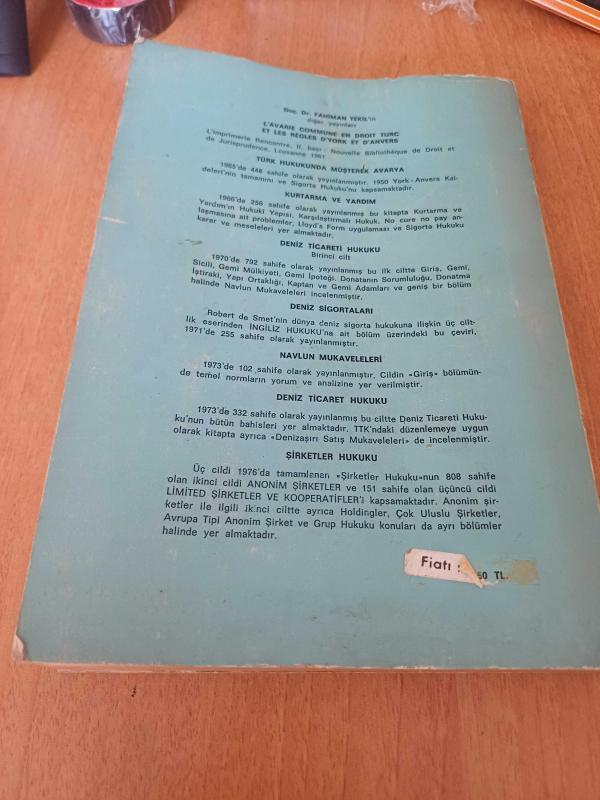 Doç. Dr. FAHİMAN TEKİL'in
diğer yayınları
L'AVARIE COMMUNE EN DROIT TURC
ET LES REGLES D'YORK ET D'ANVERS
L'imprimerie Rencontre, II. bası : Nouvelle Bibliothèque de Droit et
de Jurisprudence, Lausanne 1961
TÜRK HUKUKUNDA MÜŞTEREK AVARYA
1965'de 448 sahife olarak yayınlanmıştır. 1950 York - Anvers Kai-
deleri'nin tamamını ve Sigorta Hukuku'nu kapsamaktadır.
KURTARMA VE YARDIM
1966'de 256 sahife olarak yayınlanmış bu kitapta Kurtarma ve
Yardım'ın Hukukî Yapısı, Karşılaştırmalı Hukuk, No cure no pay an-
laşmasına ait problemler, Lloyd's Form uygulaması ve Sigorta Hukuku
karar ve meseleleri yer almaktadır.
DENİZ TİCARETİ HUKUKU
Birinci cilt
1970'de 792 sahife olarak yayınlanmış bu ilk ciltte Giriş, Gemi,
Sicili, Gemi Mülkiyeti, Gemi İpoteği, Donatanın Sorumluluğu, Donatma
İştiraki, Yapı Ortaklığı, Kaptan ve Gemi Adamları ve geniş bir bölüm
halinde Navlun Mukaveleleri incelenmiştir.
DENİZ SİGORTALARI
Robert de Smet'nin dünya deniz sigorta hukukuna ilişkin üç cilt-
lik eserinden İNGİLİZ HUKUKU'na ait bölüm üzerindeki bu çeviri,
1971'de 255 sahife olarak yayınlanmıştır.
NAVLUN MUKAVELELERİ
1973'de 102 sahife olarak yayınlanmıştır. Cildin «Giriş» bölümün-
de temel normların yorum ve analizine yer verilmiştir.
DENİZ TİCARET HUKUKU
1973'de 332 sahife olarak yayınlanmış bu ciltte Deniz Ticareti Huku-
ku'nun bütün bahisleri yer almaktadır. TTK'ndaki düzenlemeye uygun
olarak kitapta ayrıca «Denizaşırı Satış Mukaveleleri» de incelenmiştir.
ŞİRKETLER HUKUKU
Üç cildi 1976'da tamamlanan «Şirketler Hukuku»nun 808 sahife
olan ikinci cildi ANONİM ŞİRKETLER ve 151 sahife olan üçüncü cildi
LİMİTED ŞİRKETLER VE KOOPERATİFLER'i kapsamaktadır. Anonim şir-
ketler ile ilgili ikinci ciltte ayrıca Holdingler, Çok Uluslu Şirketler,
Avrupa Tipi Anonim Şirket ve Grup Hukuku konuları da ayrı bölümler
halinde yer almaktadır.
Fiatı : 50 TL.